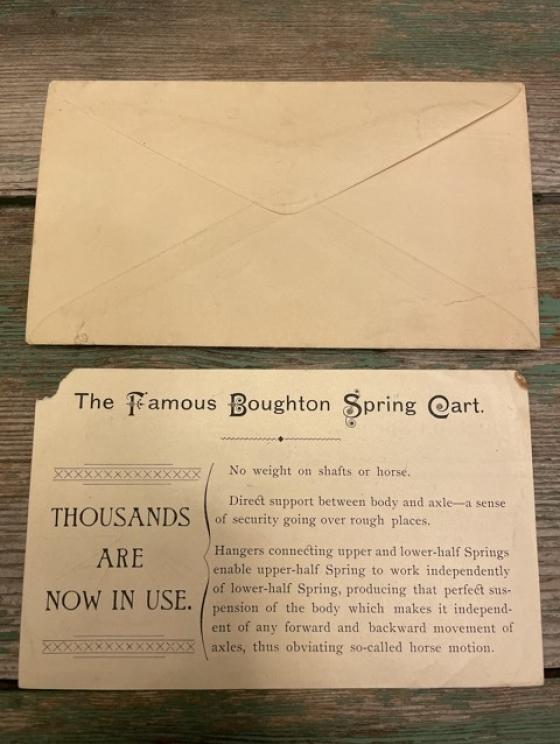 The Famous Boughton Spring Cart.
THOUSANDS
ARE
NOW IN USE.
No weight on shafts or horse.
Direct support between body and axle—a sense
of security going over rough places.
Hangers connecting upper and lower-half Springs
enable upper-half Spring to work independently
of lower-half Spring, producing that perfect sus-
pension of the body which makes it independ-
ent of any forward and backward movement of
axles, thus obviating so-called horse motion.